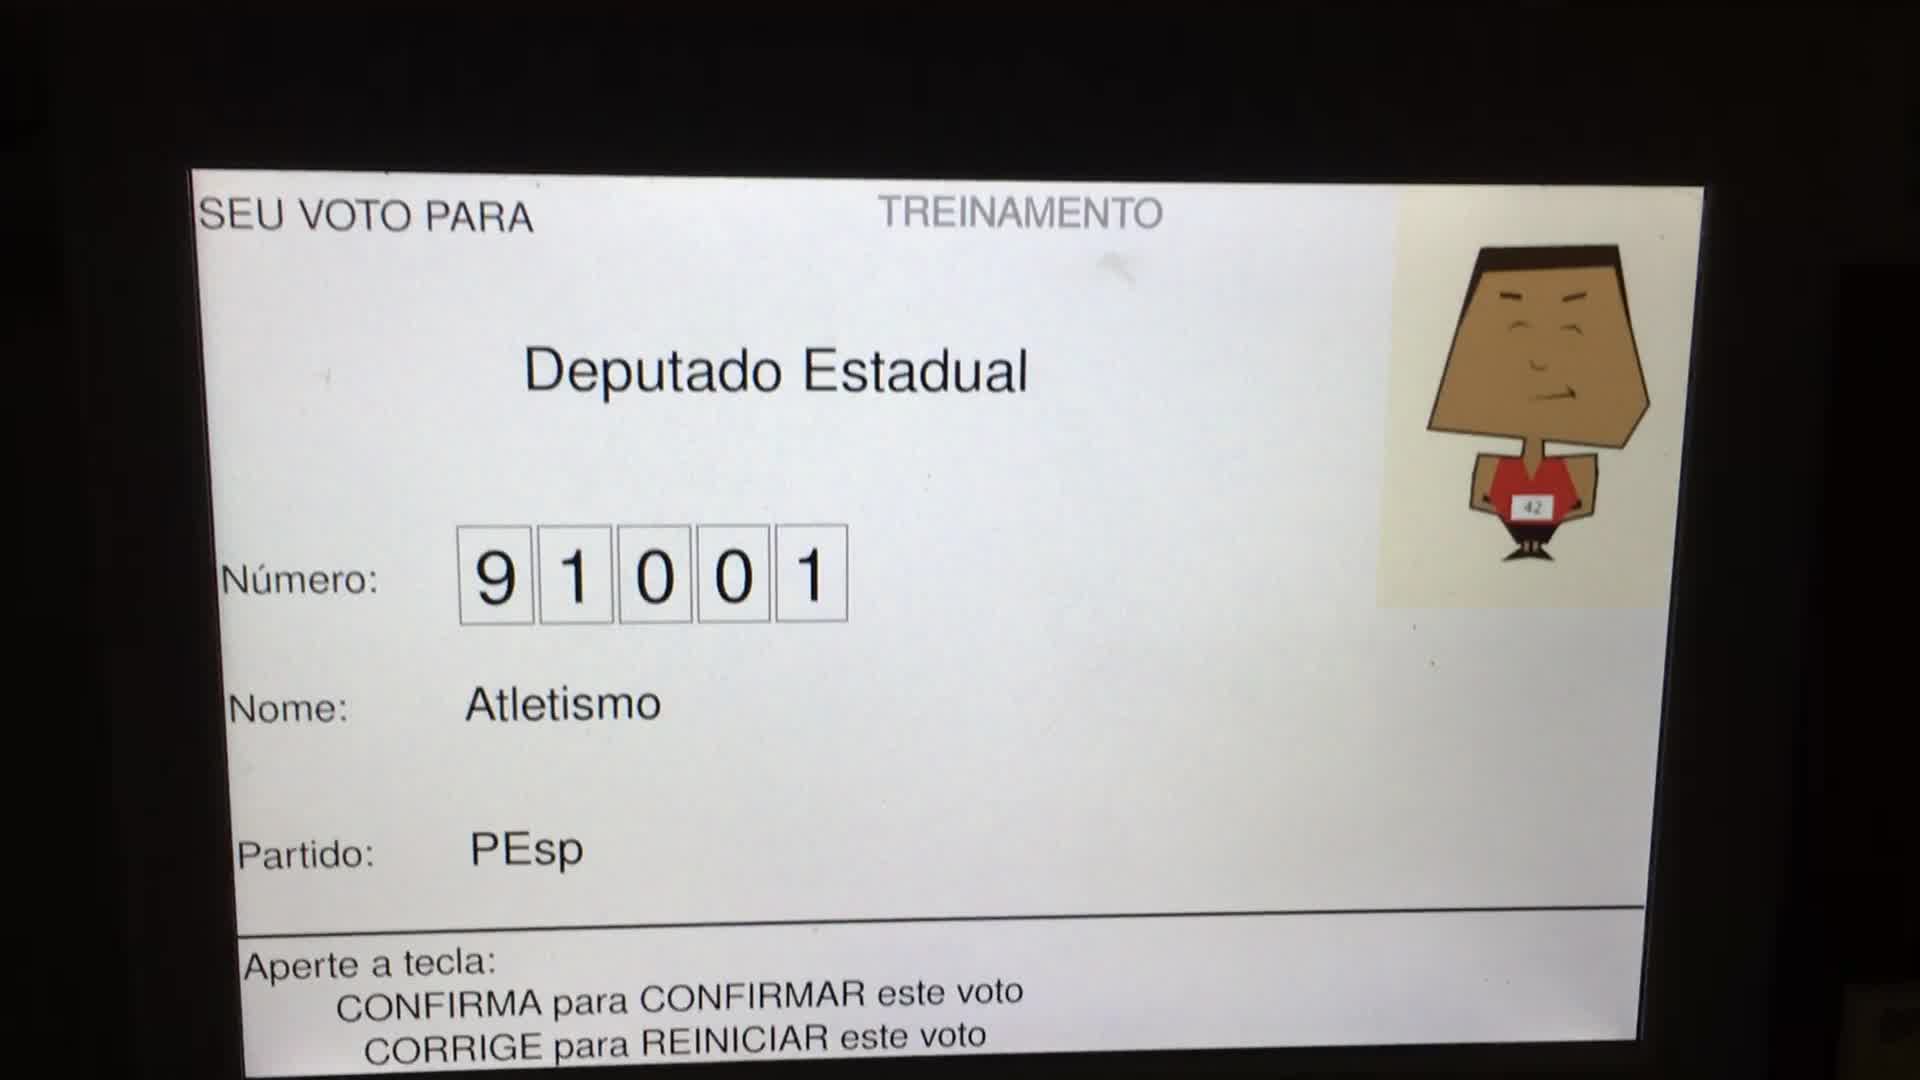 SEU VOTO PARA
TREINAMENTO
Deputado Estadual
Número: 9 1 0 0 1
Nome: Atletismo
Partido: PEsp
42
Aperte a tecla:
CONFIRMA para CONFIRMAR este voto
CORRIGE para REINICIAR este voto